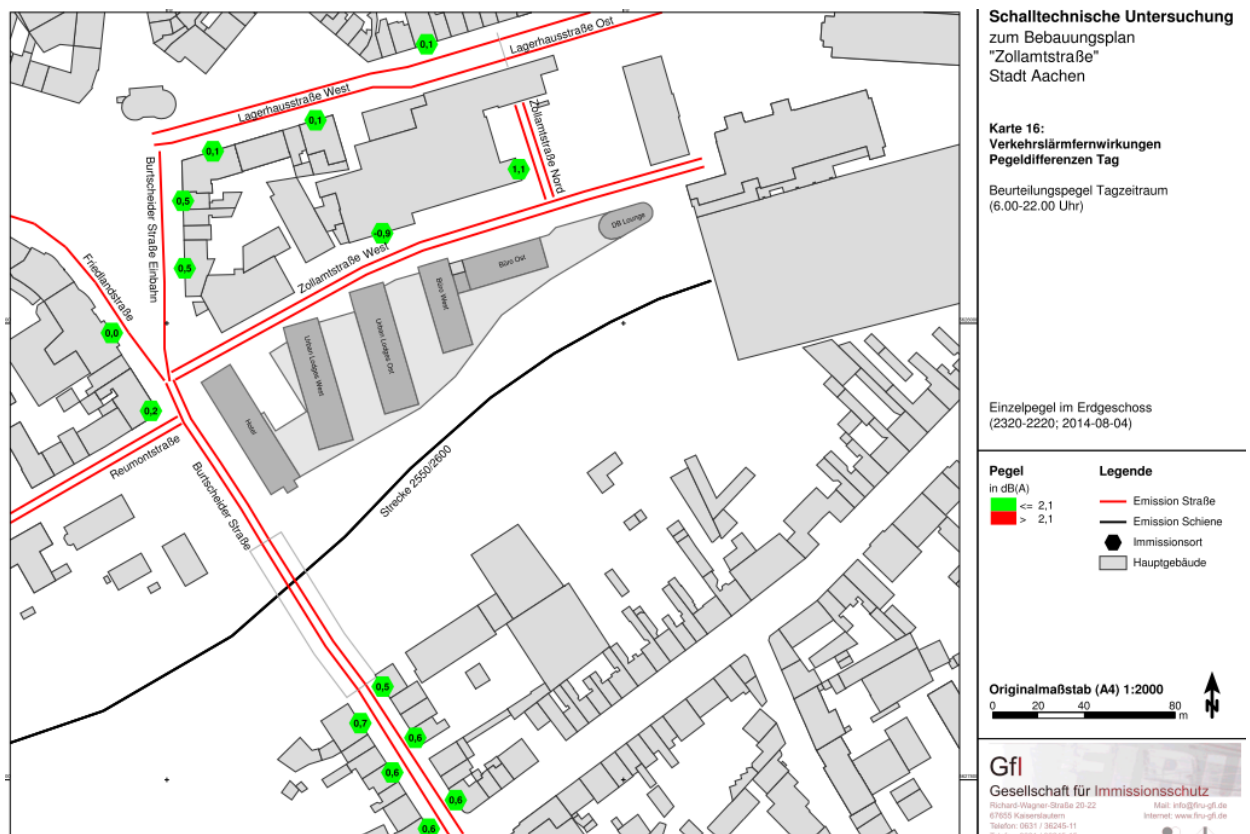 Schalltechnische Untersuchung
zum Bebauungsplan
"Zollamtstraße"
Stadt Aachen
Karte 16:
Verkehrslärmfernwirkungen
Pegeldifferenzen Tag
Beurteilungspegel Tagzeitraum
(6.00-22.00 Uhr)
Einzelpegel im Erdgeschoss
(2320-2220; 2014-08-04)
Pegel
in dB(A)
<= 2,1
> 2,1
Legende
Emission Straße
Emission Schiene
Immissionsort
Hauptgebäude
Originalmaßstab (A4) 1:2000
0 20 40 80
m
N
GfI
Gesellschaft für Immissionsschutz
Richard-Wagner-Straße 20-22
67655 Kaiserslautern
Telefon: 0631 / 36245-11
Mail: info@firu-gfi.de
Internet: www.firu-gfi.de
Lagerhausstraße Ost
0,1
Lagerhausstraße West
0,1
0,1
Zollamtstraße Nord
1,1
Burtscheider Straße Einbahn
0,5
-0,9
DB Lounge
Zollamtstraße West
0,5
Büro Ost
Büro West
Friedlandstraße
0,0
Urban Lodges Ost
Urban Lodges West
0,2
Hotel
Reumontstraße
Burtscheider Straße
Strecke 2550/2600
0,5
0,7
0,6
0,6
0,6
0,6